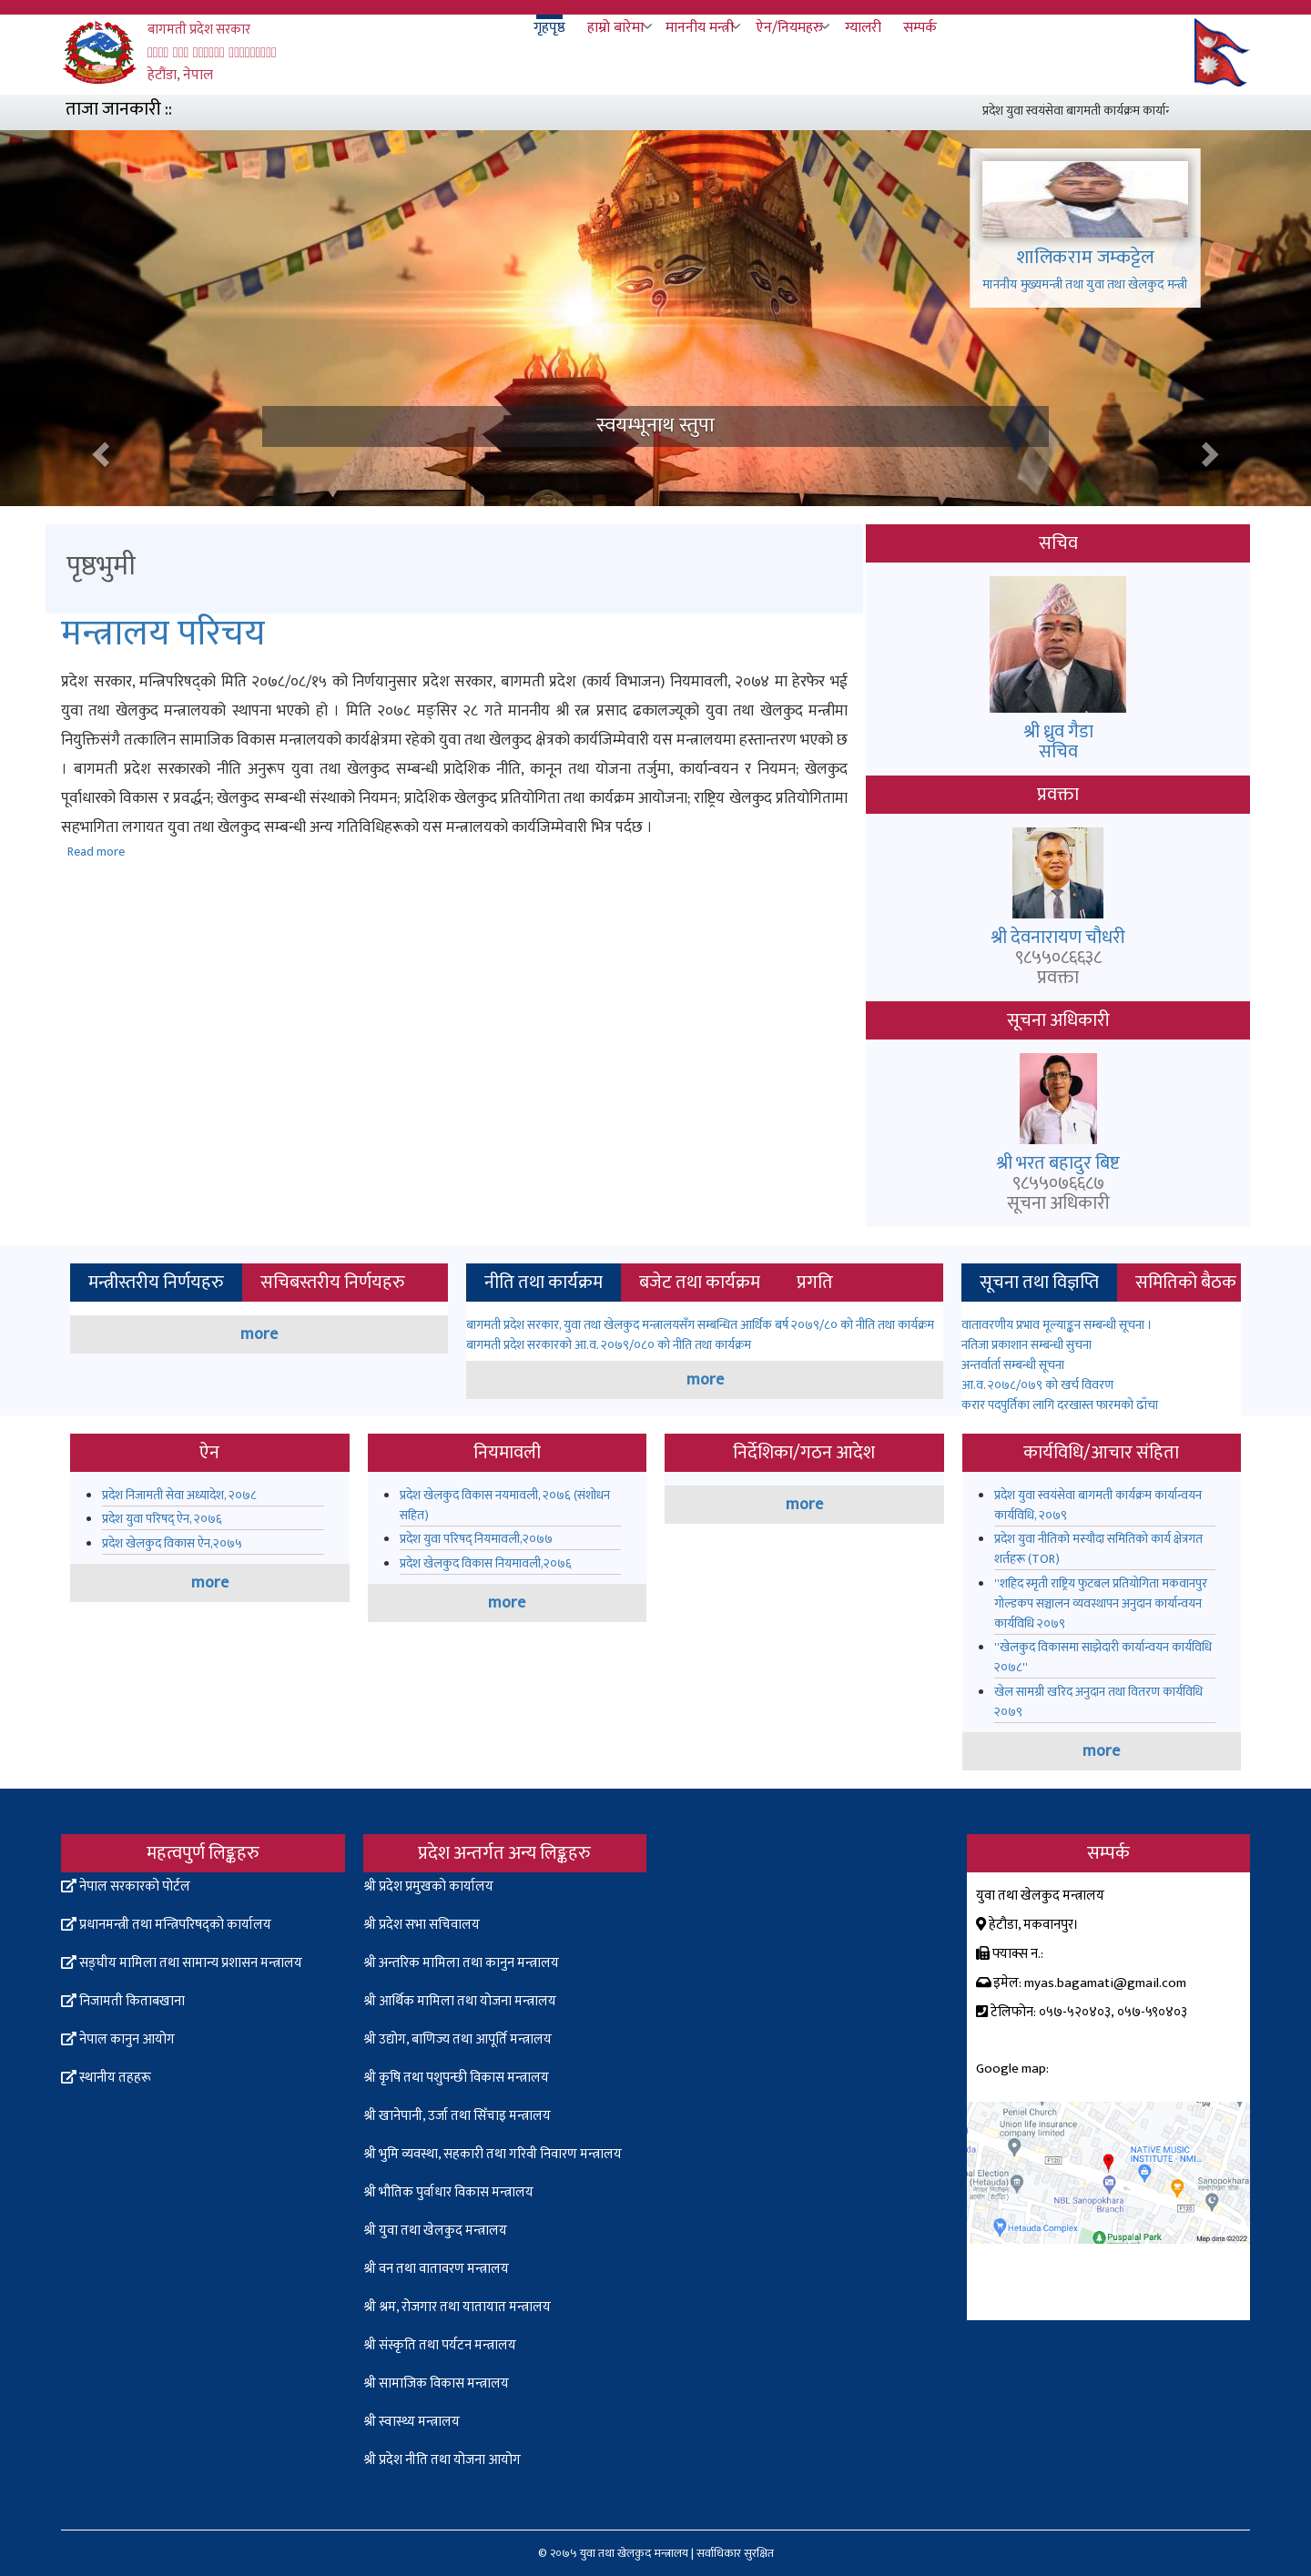 बागमती प्रदेश सरकार
हेटौंडा, नेपाल
गृहपृष्ठ
हाम्रो बारेमा
माननीय मन्त्री
ऐन/नियमहरु
ग्यालरी
सम्पर्क
ताजा जानकारी ::
प्रदेश युवा स्वयंसेवा बागमती कार्यक्रम
शालिकराम जम्कट्टेल
माननीय मुख्यमन्त्री तथा युवा तथा खेलकुद मन्त्री
स्वयम्भूनाथ स्तुपा
पृष्ठभुमी
मन्त्रालय परिचय
प्रदेश सरकार, मन्त्रिपरिषद्को मिति २०७८/०८/१५ को निर्णयानुसार प्रदेश सरकार, बागमती प्रदेश (कार्य विभाजन) नियमावली, २०७४ मा हेरफेर भई
युवा तथा खेलकुद मन्त्रालयको स्थापना भएको हो । मिति २०७८ मङ्सिर २८ गते माननीय श्री रत्न प्रसाद ढकालज्यूको युवा तथा खेलकुद मन्त्रीमा
नियुक्तिसंगै तत्कालिन सामाजिक विकास मन्त्रालयको कार्यक्षेत्रमा रहेको युवा तथा खेलकुद क्षेत्रको कार्यजिम्मेवारी यस मन्त्रालयमा हस्तान्तरण भएको छ
। बागमती प्रदेश सरकारको नीति अनुरूप युवा तथा खेलकुद सम्बन्धी प्रादेशिक नीति, कानून तथा योजना तर्जुमा, कार्यान्वयन र नियमन; खेलकुद
पूर्वाधारको विकास र प्रवर्द्धन; खेलकुद सम्बन्धी संस्थाको नियमन; प्रादेशिक खेलकुद प्रतियोगिता तथा कार्यक्रम आयोजना; राष्ट्रिय खेलकुद प्रतियोगितामा
सहभागिता लगायत युवा तथा खेलकुद सम्बन्धी अन्य गतिविधिहरूको यस मन्त्रालयको कार्यजिम्मेवारी भित्र पर्दछ ।
Read more
सचिव
श्री ध्रुव गैडा
सचिव
प्रवक्ता
श्री देवनारायण चौधरी
९८५५०८६६३८
प्रवक्ता
सूचना अधिकारी
श्री भरत बहादुर बिष्ट
९८५५०७६६८७
सूचना अधिकारी
मन्त्रीस्तरीय निर्णयहरु
सचिबस्तरीय निर्णयहरु
more
नीति तथा कार्यक्रम
बजेट तथा कार्यक्रम
प्रगति
बागमती प्रदेश सरकार, युवा तथा खेलकुद मन्त्रालयसँग सम्बन्धित आर्थिक बर्ष २०७९/८० को नीति तथा कार्यक्रम
बागमती प्रदेश सरकारको आ.व. २०७९/०८० को नीति तथा कार्यक्रम
more
सूचना तथा विज्ञप्ति
समितिको बैठक
वातावरणीय प्रभाव मूल्याङ्कन सम्बन्धी सूचना ।
नतिजा प्रकाशान सम्बन्धी सुचना
अन्तर्वार्ता सम्बन्धी सूचना
आ.व. २०७८/०७९ को खर्च विवरण
करार पदपुर्तिका लागि दरखास्त फारमको ढाँचा
ऐन
प्रदेश निजामती सेवा अध्यादेश, २०७८
प्रदेश युवा परिषद् ऐन, २०७६
प्रदेश खेलकुद विकास ऐन,२०७५
more
नियमावली
प्रदेश खेलकुद विकास नयमावली, २०७६ (संशोधन
सहित)
प्रदेश युवा परिषद् नियमावली,२०७७
प्रदेश खेलकुद विकास नियमावली,२०७६
more
निर्देशिका/गठन आदेश
more
कार्यविधि/आचार संहिता
प्रदेश युवा स्वयंसेवा बागमती कार्यक्रम कार्यान्वयन
कार्यविधि, २०७९
प्रदेश युवा नीतिको मस्यौदा समितिको कार्य क्षेत्रगत
शर्तहरू (TOR)
"शहिद स्मृती राष्ट्रिय फुटबल प्रतियोगिता मकवानपुर
गोल्डकप सञ्चालन व्यवस्थापन अनुदान कार्यान्वयन
कार्यविधि २०७९
"खेलकुद विकासमा साझेदारी कार्यान्वयन कार्यविधि
२०७८"
खेल सामग्री खरिद अनुदान तथा वितरण कार्यविधि
२०७९
more
महत्वपुर्ण लिङ्कहरु
नेपाल सरकारको पोर्टल
प्रधानमन्त्री तथा मन्त्रिपरिषद्को कार्यालय
सङ्घीय मामिला तथा सामान्य प्रशासन मन्त्रालय
निजामती किताबखाना
नेपाल कानुन आयोग
स्थानीय तहहरू
प्रदेश अन्तर्गत अन्य लिङ्कहरु
श्री प्रदेश प्रमुखको कार्यालय
श्री प्रदेश सभा सचिवालय
श्री अन्तरिक मामिला तथा कानुन मन्त्रालय
श्री आर्थिक मामिला तथा योजना मन्त्रालय
श्री उद्योग, बाणिज्य तथा आपूर्ति मन्त्रालय
श्री कृषि तथा पशुपन्छी विकास मन्त्रालय
श्री खानेपानी, उर्जा तथा सिँचाइ मन्त्रालय
श्री भुमि व्यवस्था, सहकारी तथा गरिवी निवारण मन्त्रालय
श्री भौतिक पुर्वाधार विकास मन्त्रालय
श्री युवा तथा खेलकुद मन्त्रालय
श्री वन तथा वातावरण मन्त्रालय
श्री श्रम, रोजगार तथा यातायात मन्त्रालय
श्री संस्कृति तथा पर्यटन मन्त्रालय
श्री सामाजिक विकास मन्त्रालय
श्री स्वास्थ्य मन्त्रालय
श्री प्रदेश नीति तथा योजना आयोग
सम्पर्क
युवा तथा खेलकुद मन्त्रालय
हेटौडा, मकवानपुर।
फ्याक्स न.:
इमेल: myas.bagamati@gmail.com
टेलिफोन: ०५७-५२०४०३, ०५७-५९०४०३
Google map:
Peniel Church
Union life insurance
company limited
NATIVE MUSIC
INSTITUTE - NMI...
F120
al Election
(Hetauda)
Sanopokhara
NBL Sanopokhara
Branch
F120
Hetauda Complex
Puspalal Park
Map data ©2022
© २०७५ युवा तथा खेलकुद मन्त्रालय | सर्वाधिकार सुरक्षित